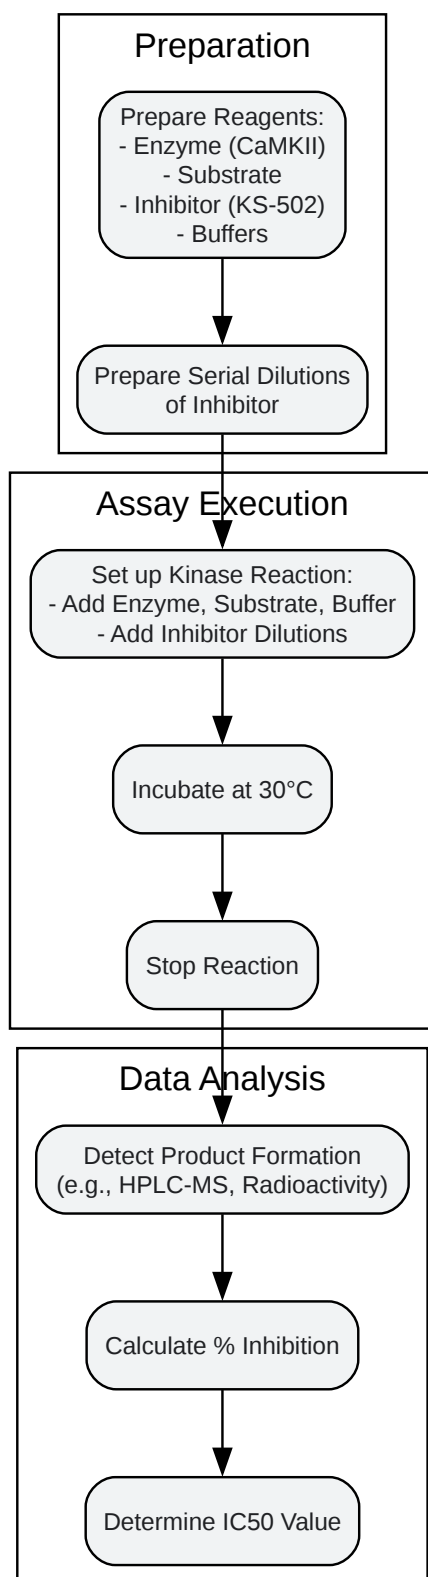 Preparation
Prepare Reagents:
- Enzyme (CaMKII)
- Substrate
- Inhibitor (KS-502)
- Buffers
Prepare Serial Dilutions
of Inhibitor
Assay Execution
Set up Kinase Reaction:
- Add Enzyme, Substrate, Buffer
- Add Inhibitor Dilutions
Incubate at 30°C
Stop Reaction
Data Analysis
Detect Product Formation
(e.g., HPLC-MS, Radioactivity)
Calculate % Inhibition
Determine IC50 Value